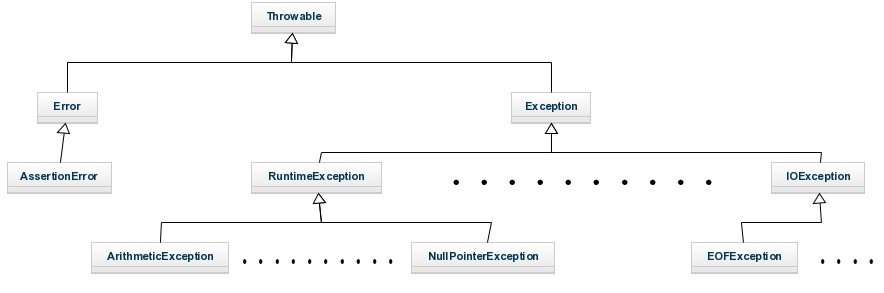 Throwable
Error
Exception
AssertionError
RuntimeException
IOException
ArithmeticException
NullPointerException
EOFException